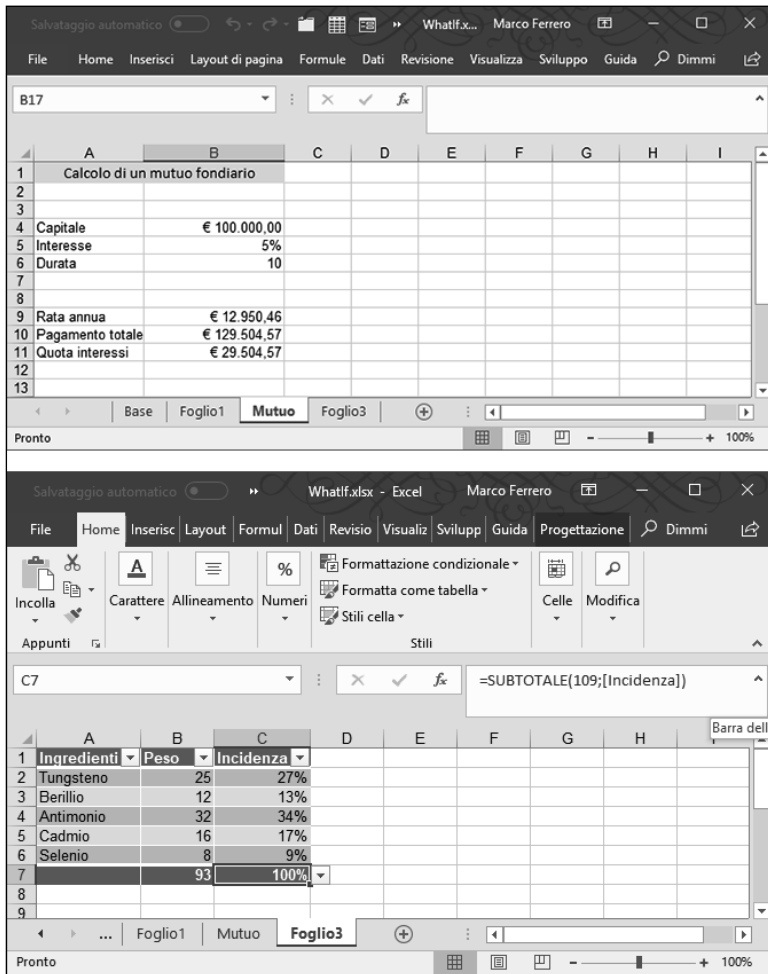 Salvataggio automatico WhatIf.x... Marco Ferrero
File Home Inserisci Layout di pagina Formule Dati Revisione Visualizza Sviluppo Guida Dimmi
B17 fx
A B C D E F G H I
1 Calcolo di un mutuo fondiario
2
3
4 Capitale € 100.000,00
5 Interesse 5%
6 Durata 10
7
8
9 Rata annua € 12.950,46
10 Pagamento totale € 129.504,57
11 Quota interessi € 29.504,57
12
13
Base Foglio1 Mutuo Foglio3
Pronto 100%
Salvataggio automatico WhatIf.xlsx - Excel Marco Ferrero
File Home Inserisc Layout Formul Dati Revisio Visualiz Svilupp Guida Progettazione Dimmi
Incolla Carattere Allineamento Numeri Formattazione condizionale Formatta come tabella Stili cella Celle Modifica
Appunti Stili
C7 fx =SUBTOTALE(109;[Incidenza])
Barra dell
A B C D E F G H
1 Ingredienti Peso Incidenza
2 Tungsteno 25 27%
3 Berillio 12 13%
4 Antimonio 32 34%
5 Cadmio 16 17%
6 Selenio 8 9%
7 93 100%
8
9
... Foglio1 Mutuo Foglio3
Pronto 100%